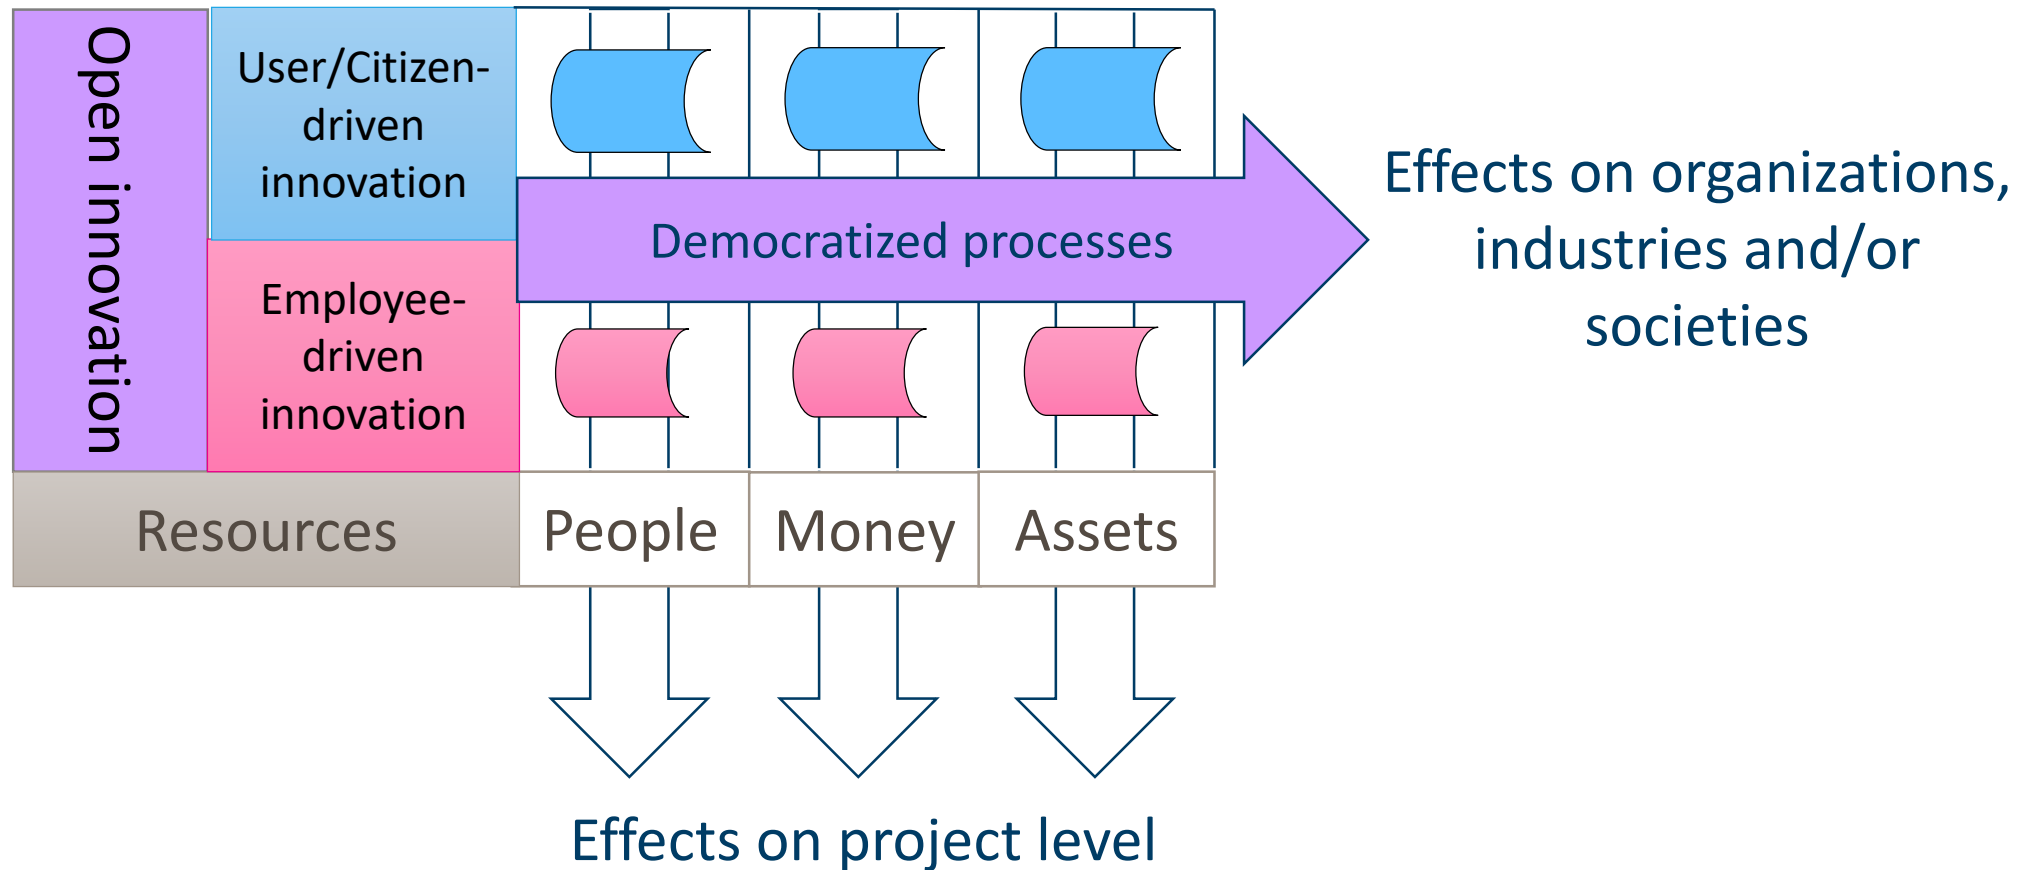 Open innovation
User/Citizen-
driven
innovation
Employee-
driven
innovation
Democratized processes
Effects on organizations,
industries and/or
societies
Resources
People
Money
Assets
Effects on project level